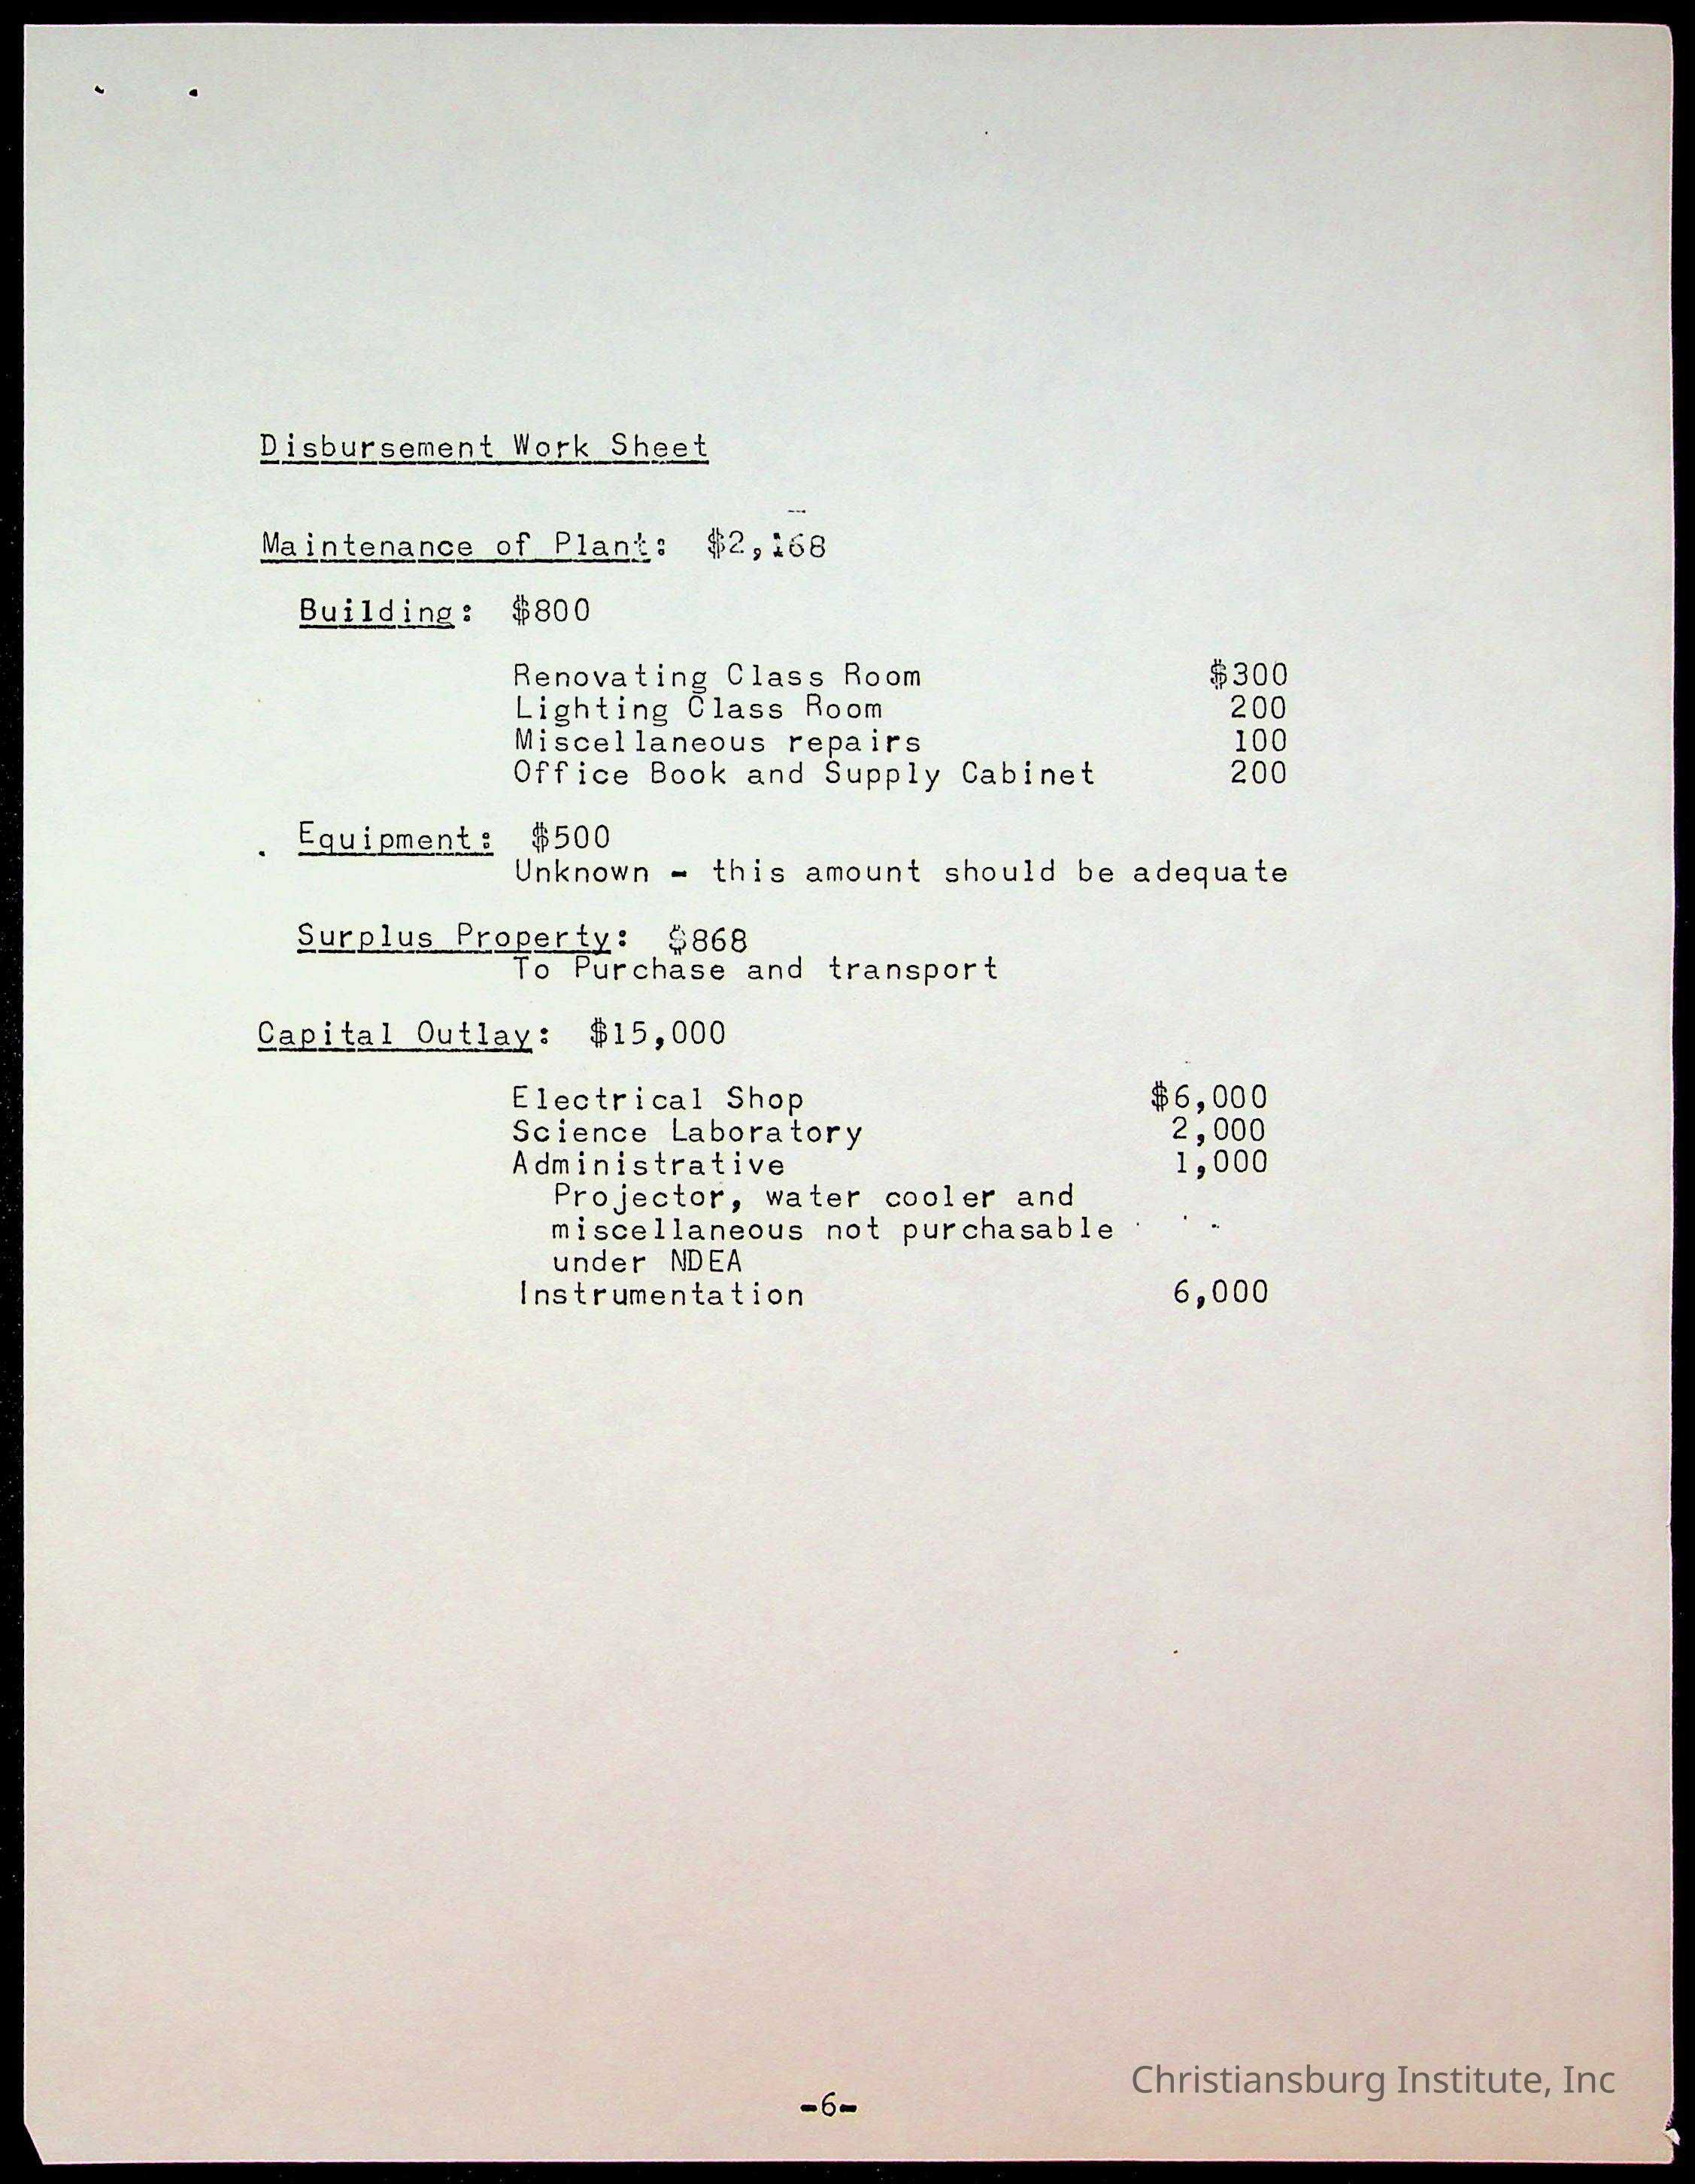 Disbursement Work Sheet
Maintenance of Plant: $2,168
Building: $800
Renovating Class Room $300
Lighting Class Room 200
Miscellaneous repairs 100
Office Book and Supply Cabinet 200
Equipment: $500
Unknown - this amount should be adequate
Surplus Property: $868
To Purchase and transport
Capital Outlay: $15,000
Electrical Shop $6,000
Science Laboratory 2,000
Administrative 1,000
Projector, water cooler and
miscellaneous not purchasable
under NDEA
Instrumentation 6,000
Christiansburg Institute, Inc
-6-